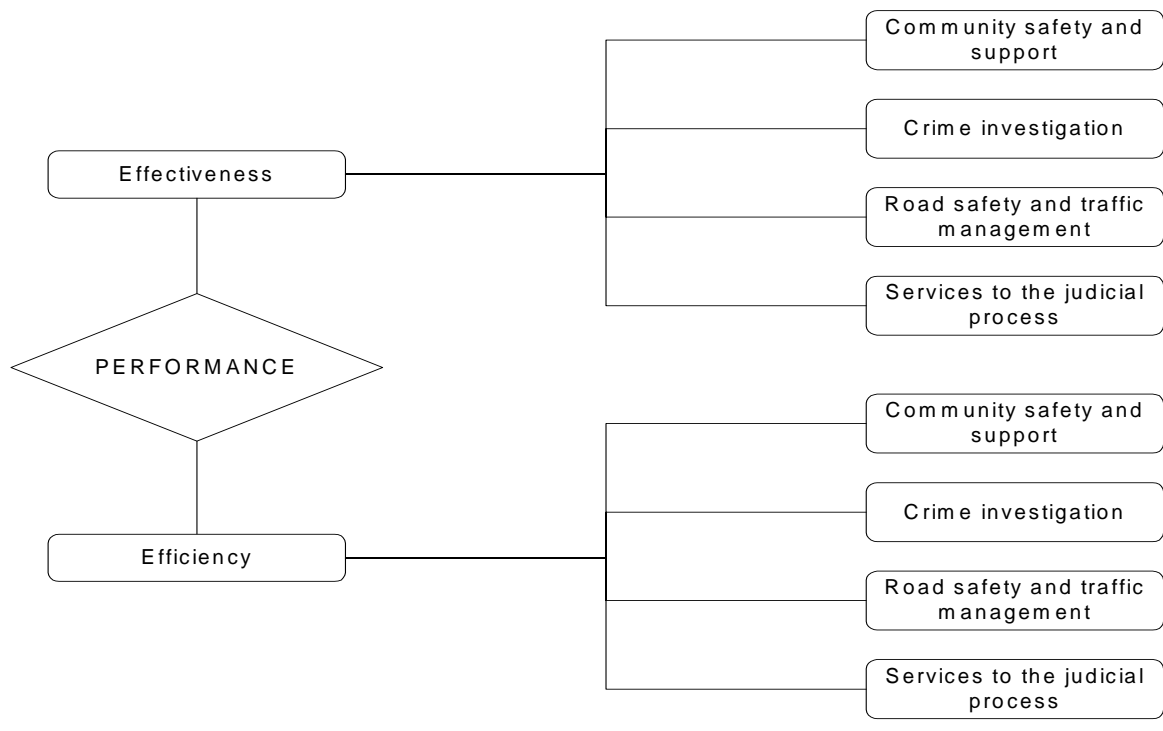 Community safety and
support
Crime investigation
Effectiveness
Road safety and traffic
management
Services to the judicial
process
PERFORMANCE
Community safety and
support
Crime investigation
Efficiency
Road safety and traffic
management
Services to the judicial
process